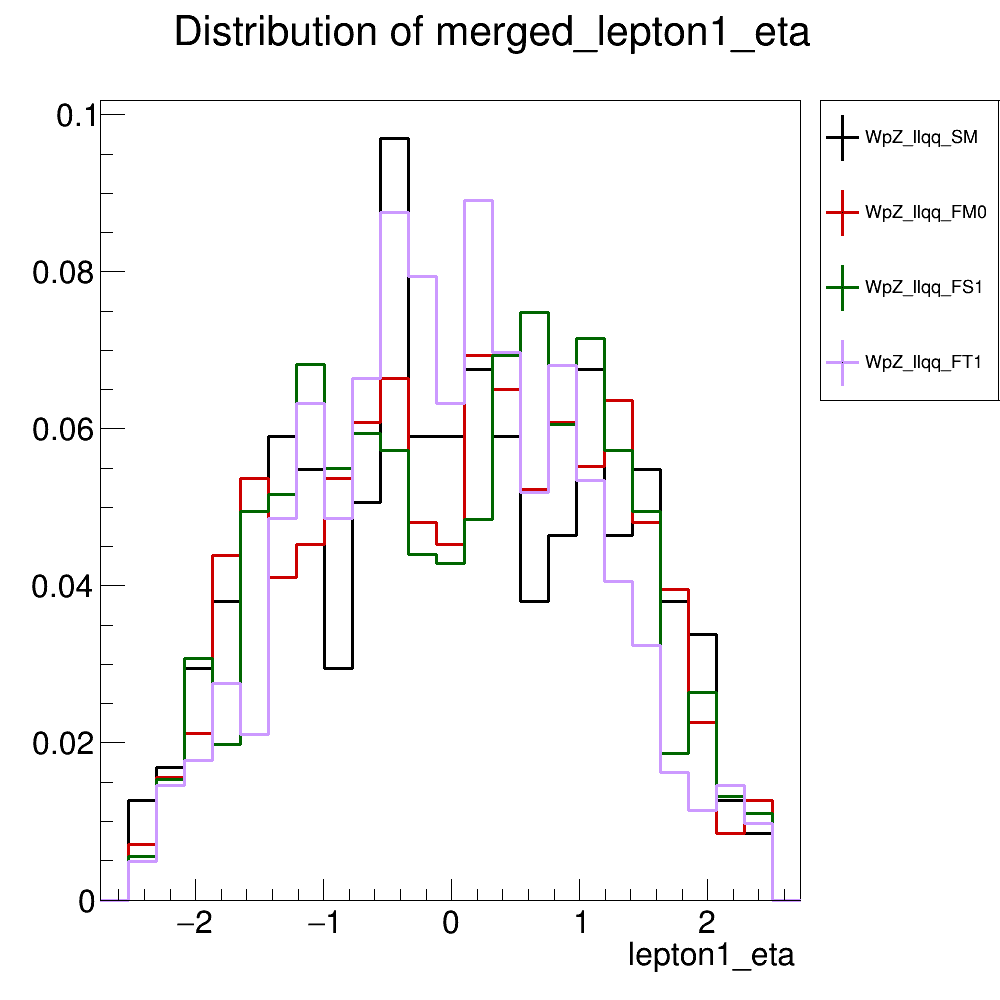 Distribution of merged_lepton1_eta
0.1
0.08
0.06
0.04
0.02
0
−2
−1
0
1
2
lepton1_eta
WpZ_llqq_SM
WpZ_llqq_FM0
WpZ_llqq_FS1
WpZ_llqq_FT1